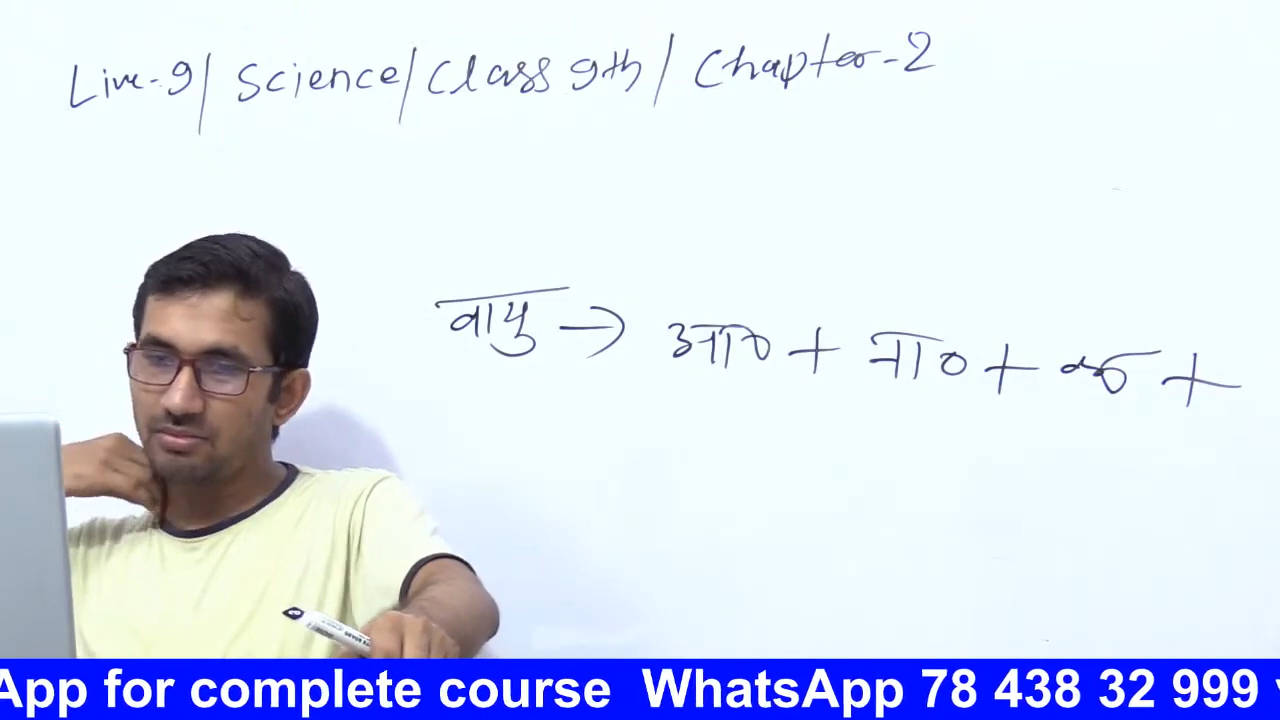 Live-9/ Science/Class 9th/ Chapter-2
वायु → आ० + ना० + का +
App for complete course WhatsApp 78 438 32 999